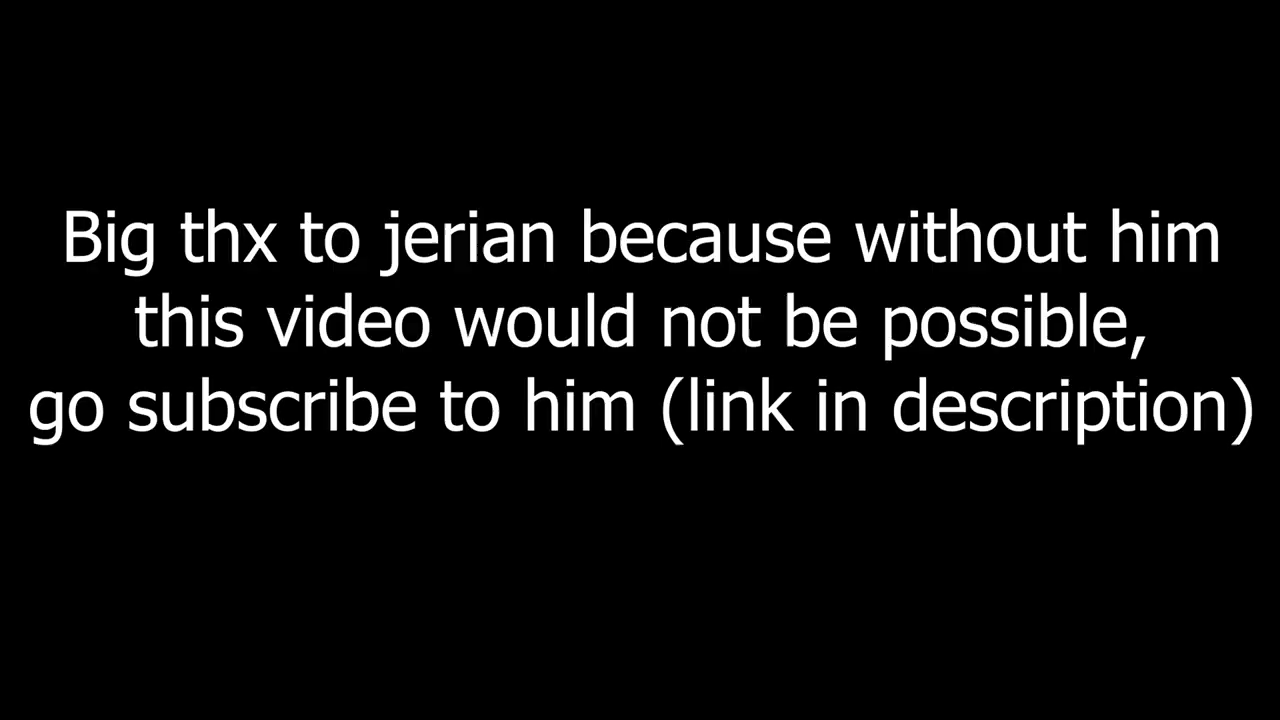 Big thx to jerian because without him
this video would not be possible,
go subscribe to him (link in description)